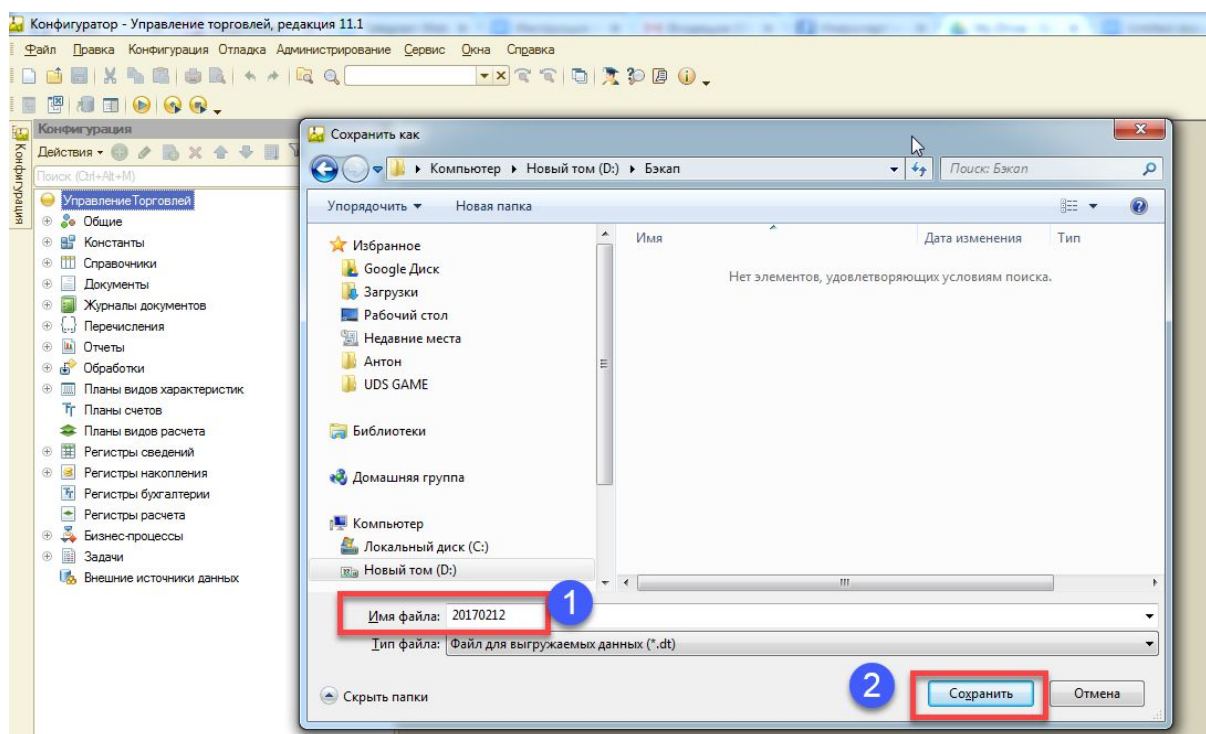 Конфигуратор - Управление торговлей, редакция 11.1
Файл Правка Конфигурация Отладка Администрирование Сервис Окна Справка
Конфигурация
Конфигурация
Действия
Поиск (Ctrl+Alt+M)
УправлениеТорговлей
Общие
Константы
Справочники
Документы
Журналы документов
Перечисления
Отчеты
Обработки
Планы видов характеристик
Планы счетов
Планы видов расчета
Регистры сведений
Регистры накопления
Регистры бухгалтерии
Регистры расчета
Бизнес-процессы
Задачи
Внешние источники данных
Сохранить как
Компьютер Новый том (D:) Бэкап
Поиск: Бэкап
Упорядочить Новая папка
Избранное
Google Диск
Загрузки
Рабочий стол
Недавние места
Антон
UDS GAME
Библиотеки
Домашняя группа
Компьютер
Локальный диск (C:)
Новый том (D:)
Имя Дата изменения Тип
Нет элементов, удовлетворяющих условиям поиска.
Имя файла: 20170212
1
Тип файла: Файл для выгружаемых данных (*.dt)
Скрыть папки
2
Сохранить Отмена